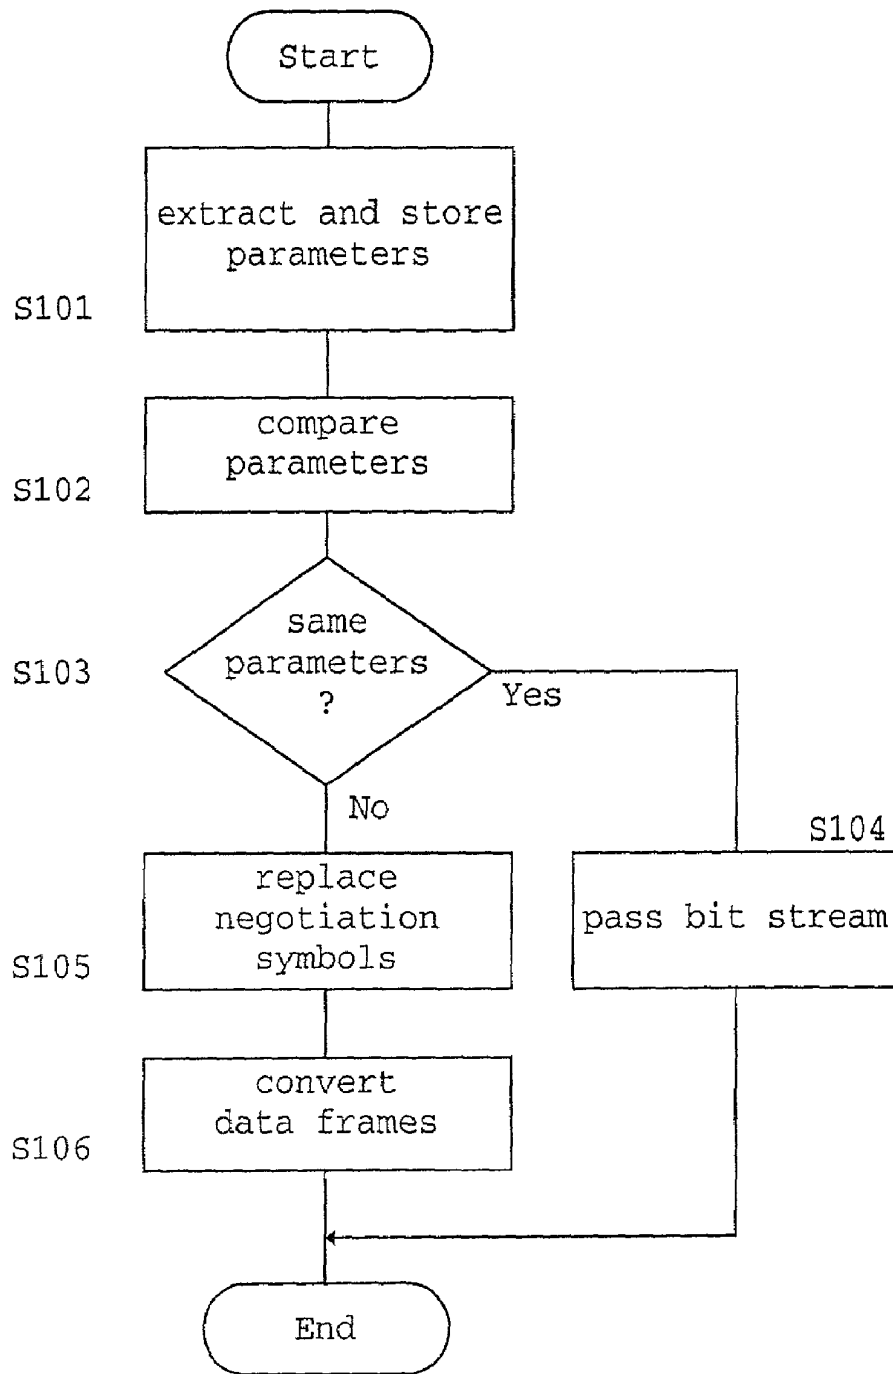 Start
extract and store
parameters
S101
compare
parameters
S102
same
parameters
?
S103
Yes
No
S104
replace
negotiation
symbols
pass bit stream
S105
convert
data frames
S106
End